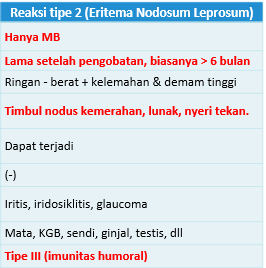 Reaksi tipe 2 (Eritema Nodosum Leprosum)
Hanya MB
Lama setelah pengobatan, biasanya > 6 bulan
Ringan - berat + kelemahan & demam tinggi
Timbul nodus kemerahan, lunak, nyeri tekan.
Dapat terjadi
(-)
Iritis, iridosiklitis, glaucoma
Mata, KGB, sendi, ginjal, testis, dll
Tipe III (imunitas humoral)